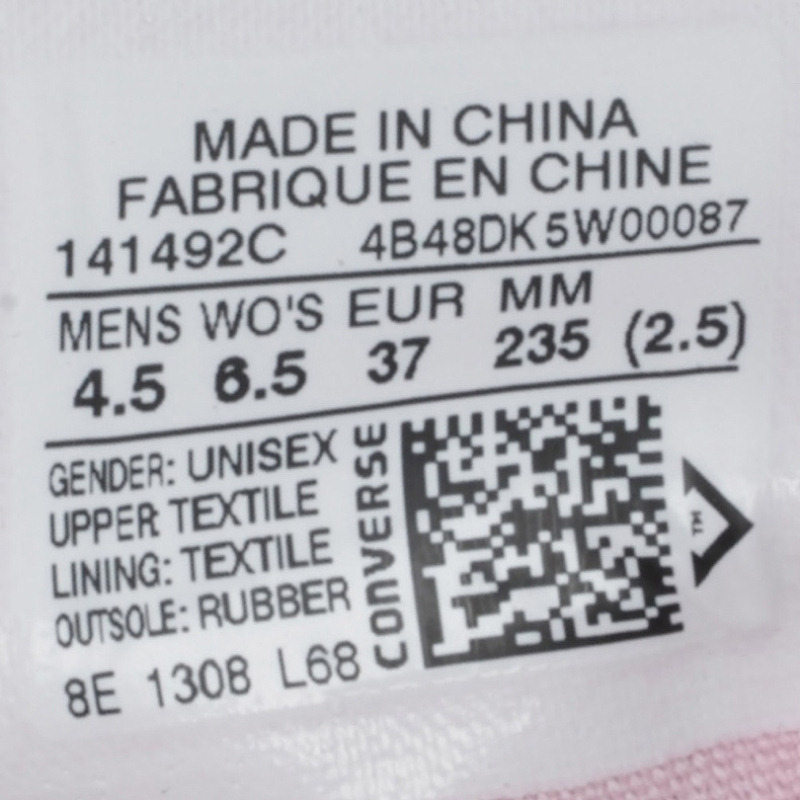 MADE IN CHINA
FABRIQUE EN CHINE
141492C 4B48DK5W00087
MENS WO'S EUR MM
4.5 6.5 37 235 (2.5)
GENDER: UNISEX
UPPER TEXTILE
LINING: TEXTILE
OUTSOLE: RUBBER
8E 1308 L68
CONVERSE
TM